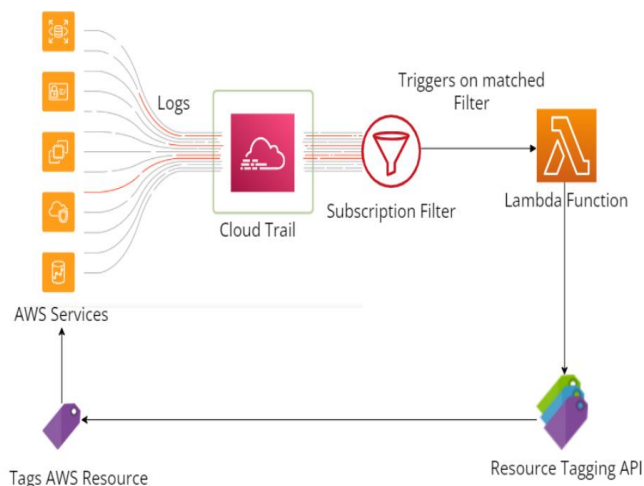 Logs
Triggers on matched
Filter
Cloud Trail
Subscription Filter
Lambda Function
AWS Services
Tags AWS Resource
Resource Tagging API